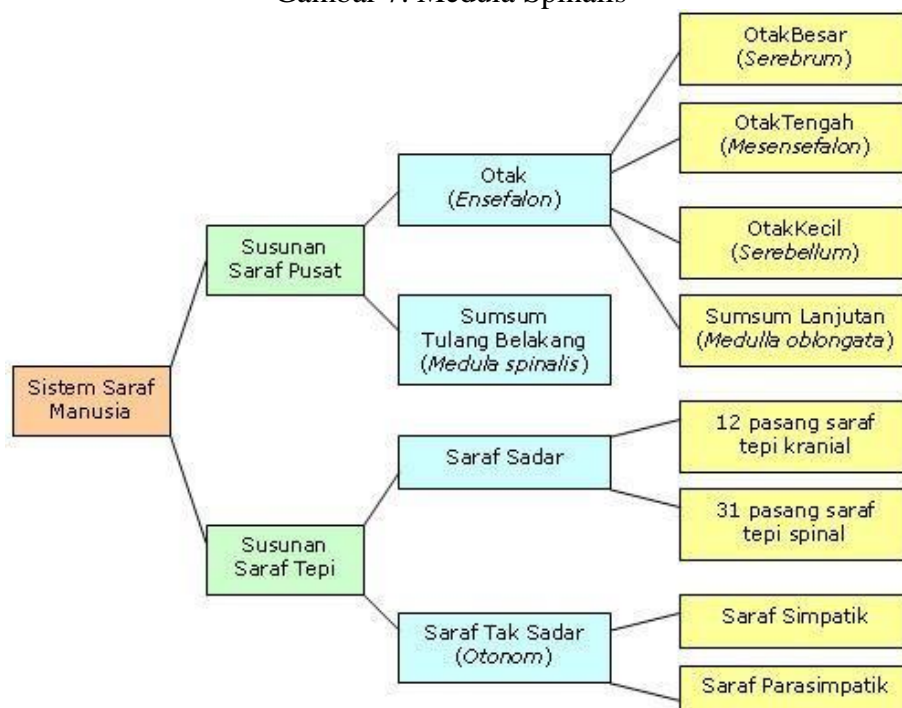 Gambar 7. Medula Spinalis
OtakBesar
(Serebrum)
OtakTengah
(Mesensefalon)
Otak
(Ensefalon)
OtakKecil
(Serebellum)
Susunan
Saraf Pusat
Sumsum
Tulang Belakang
(Medula spinalis)
Sumsum Lanjutan
(Medulla oblongata)
Sistem Saraf
Manusia
12 pasang saraf
tepi kranial
Saraf Sadar
31 pasang saraf
tepi spinal
Susunan
Saraf Tepi
Saraf Tak Sadar
(Otonom)
Saraf Simpatik
Saraf Parasimpatik